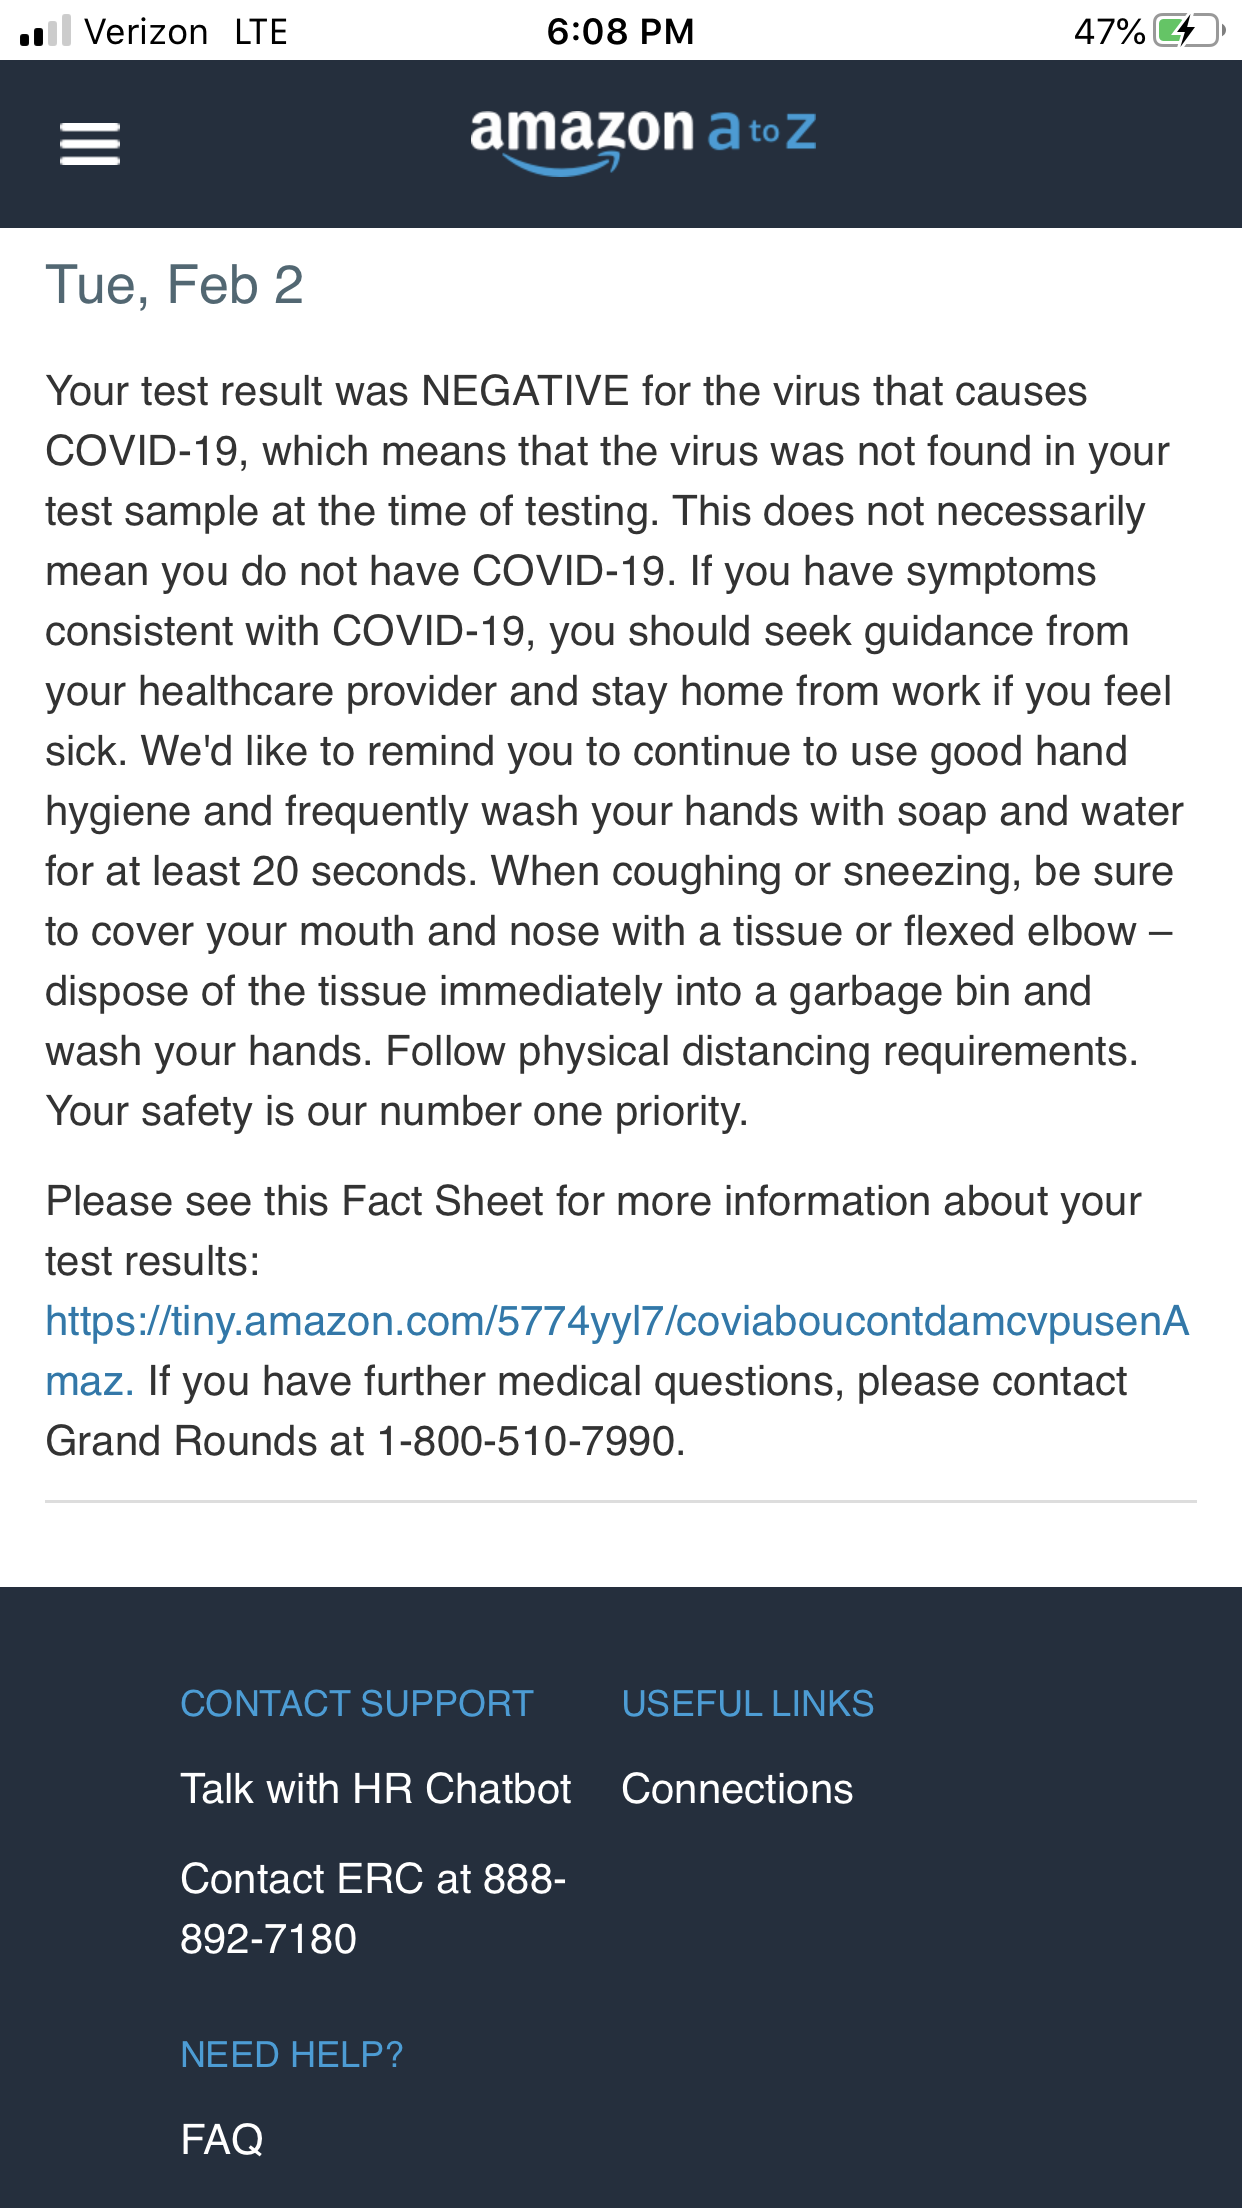 Verizon LTE 6:08 PM 47%
amazon a to z
Tue, Feb 2
Your test result was NEGATIVE for the virus that causes
COVID-19, which means that the virus was not found in your
test sample at the time of testing. This does not necessarily
mean you do not have COVID-19. If you have symptoms
consistent with COVID-19, you should seek guidance from
your healthcare provider and stay home from work if you feel
sick. We'd like to remind you to continue to use good hand
hygiene and frequently wash your hands with soap and water
for at least 20 seconds. When coughing or sneezing, be sure
to cover your mouth and nose with a tissue or flexed elbow –
dispose of the tissue immediately into a garbage bin and
wash your hands. Follow physical distancing requirements.
Your safety is our number one priority.
Please see this Fact Sheet for more information about your
test results:
https://tiny.amazon.com/5774yyl7/coviaboucontdamcvpusenA
maz. If you have further medical questions, please contact
Grand Rounds at 1-800-510-7990.
CONTACT SUPPORT USEFUL LINKS
Talk with HR Chatbot Connections
Contact ERC at 888-
892-7180
NEED HELP?
FAQ